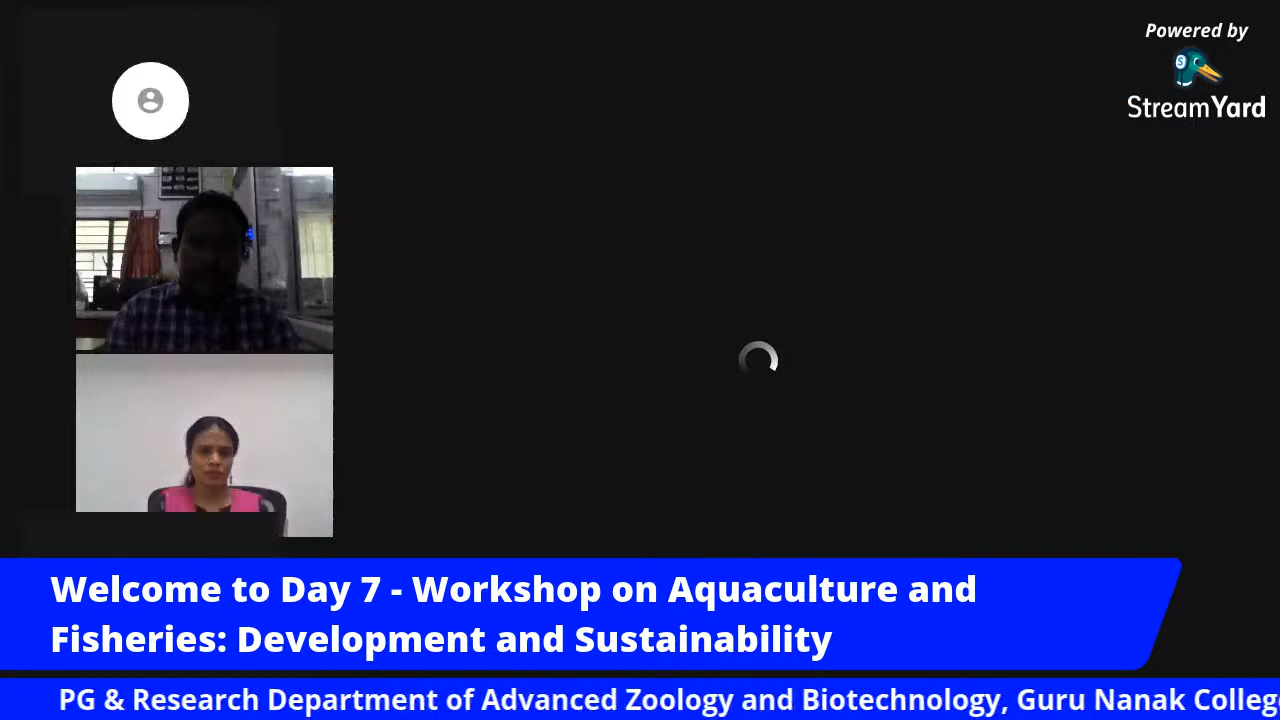 Powered by
S
StreamYard
Welcome to Day 7 - Workshop on Aquaculture and
Fisheries: Development and Sustainability
PG & Research Department of Advanced Zoology and Biotechnology, Guru Nanak Colleg